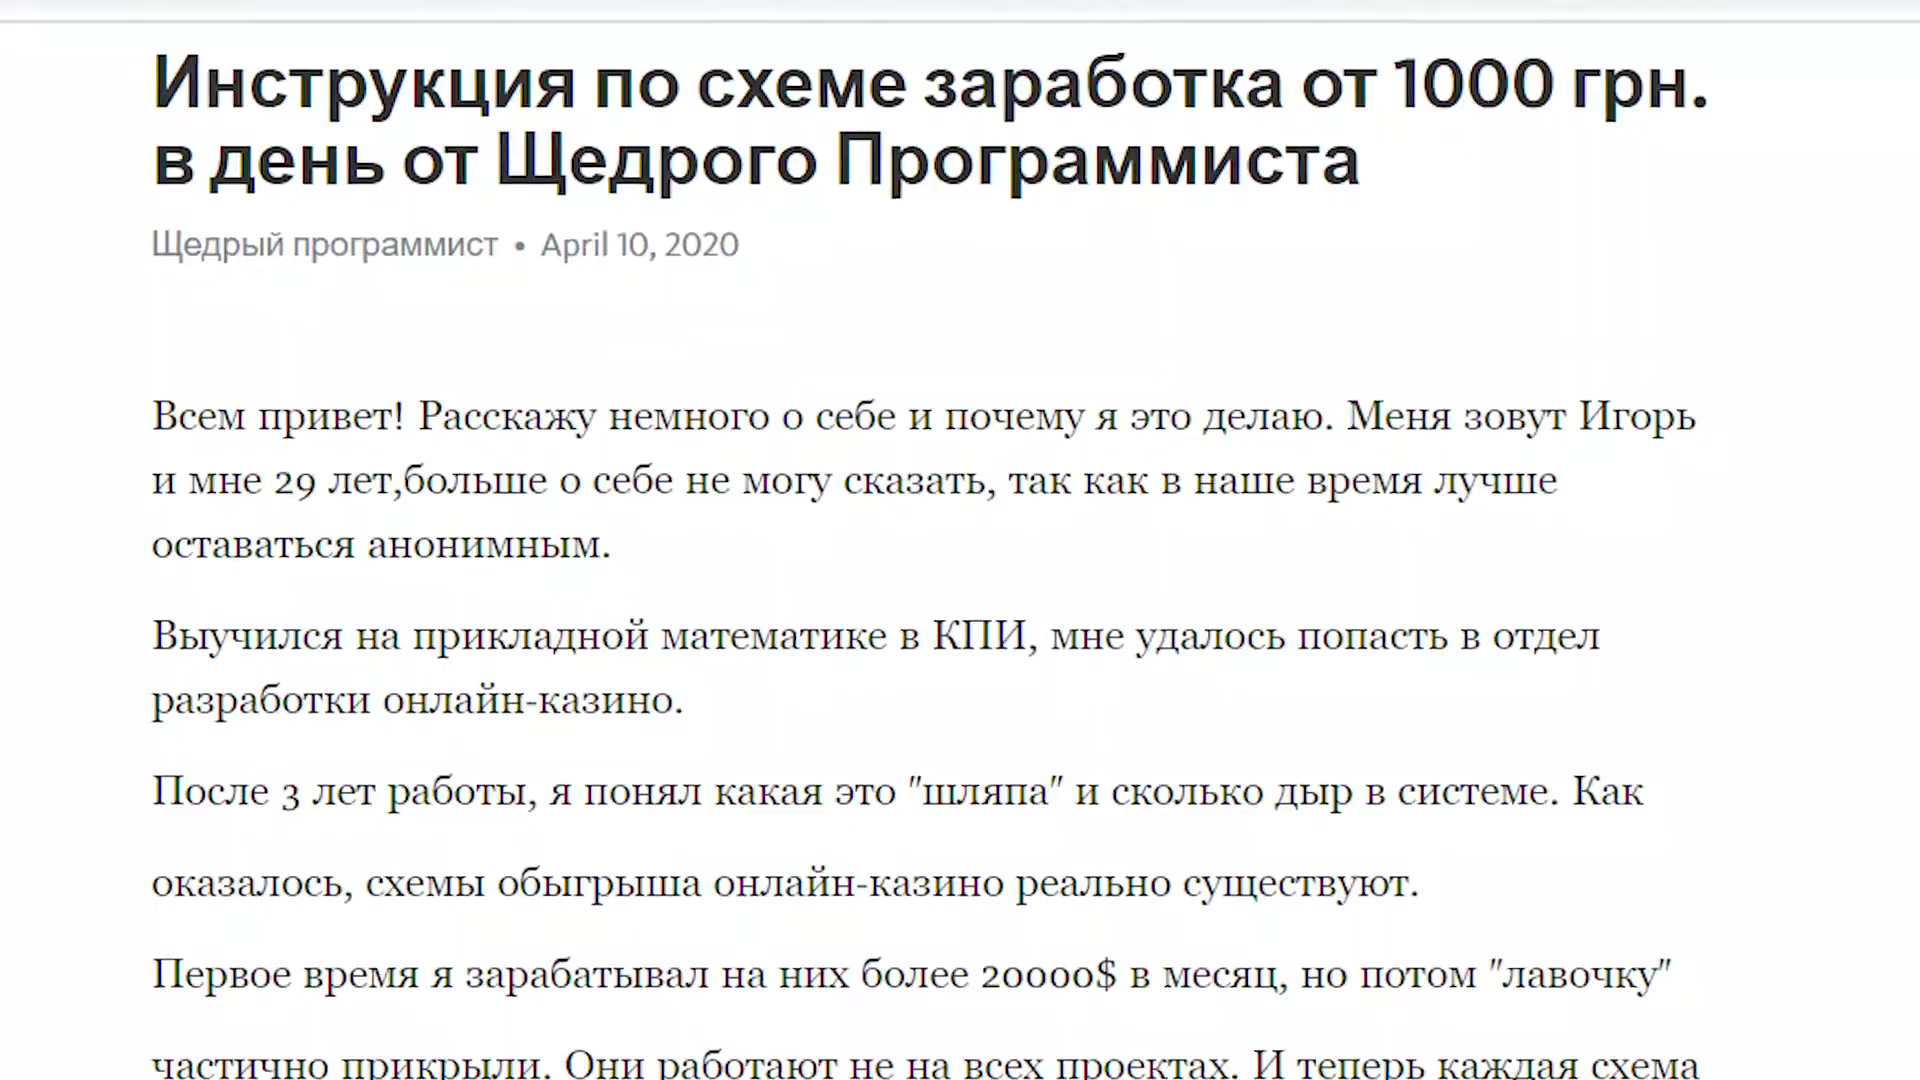 Инструкция по схеме заработка от 1000 грн.
в день от Щедрого Программиста
Щедрый программист • April 10, 2020
Всем привет! Расскажу немного о себе и почему я это делаю. Меня зовут Игорь
и мне 29 лет,больше о себе не могу сказать, так как в наше время лучше
оставаться анонимным.
Выучился на прикладной математике в КПИ, мне удалось попасть в отдел
разработки онлайн-казино.
После 3 лет работы, я понял какая это "шляпа" и сколько дыр в системе. Как
оказалось, схемы обыгрыша онлайн-казино реально существуют.
Первое время я зарабатывал на них более 20000$ в месяц, но потом "лавочку"
частично прикрыли. Они работают не на всех проектах. И теперь каждая схема